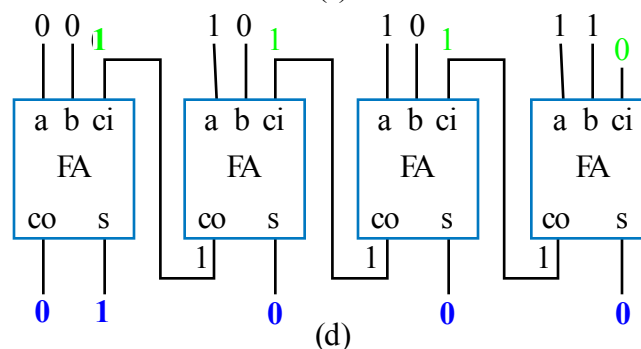 0 0 1 1 0 1 1 0 1 1 1 0
a b ci a b ci a b ci a b ci
FA FA FA FA
co s co s co s co s
1 1 1
0 1 0 0 0
(d)